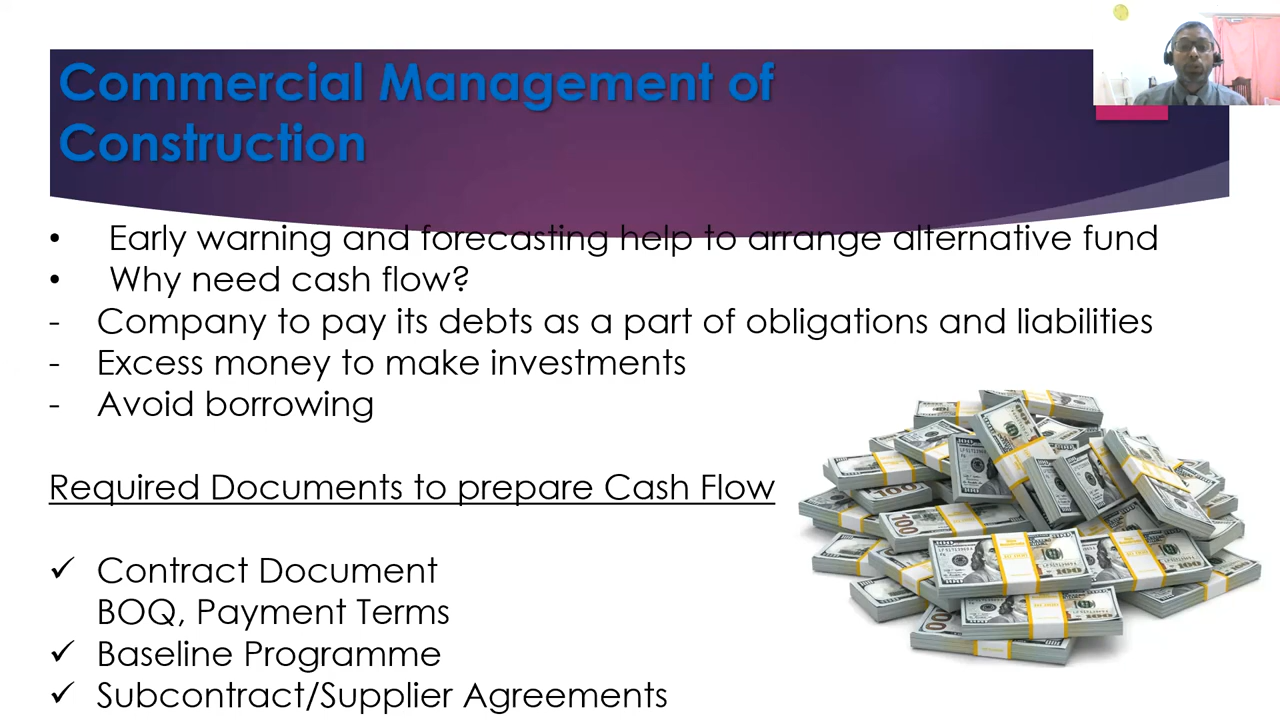 Commercial Management of
Construction
• Early warning and forecasting help to arrange alternative fund
• Why need cash flow?
- Company to pay its debts as a part of obligations and liabilities
- Excess money to make investments
- Avoid borrowing
Required Documents to prepare Cash Flow
✓ Contract Document
BOQ, Payment Terms
✓ Baseline Programme
✓ Subcontract/Supplier Agreements